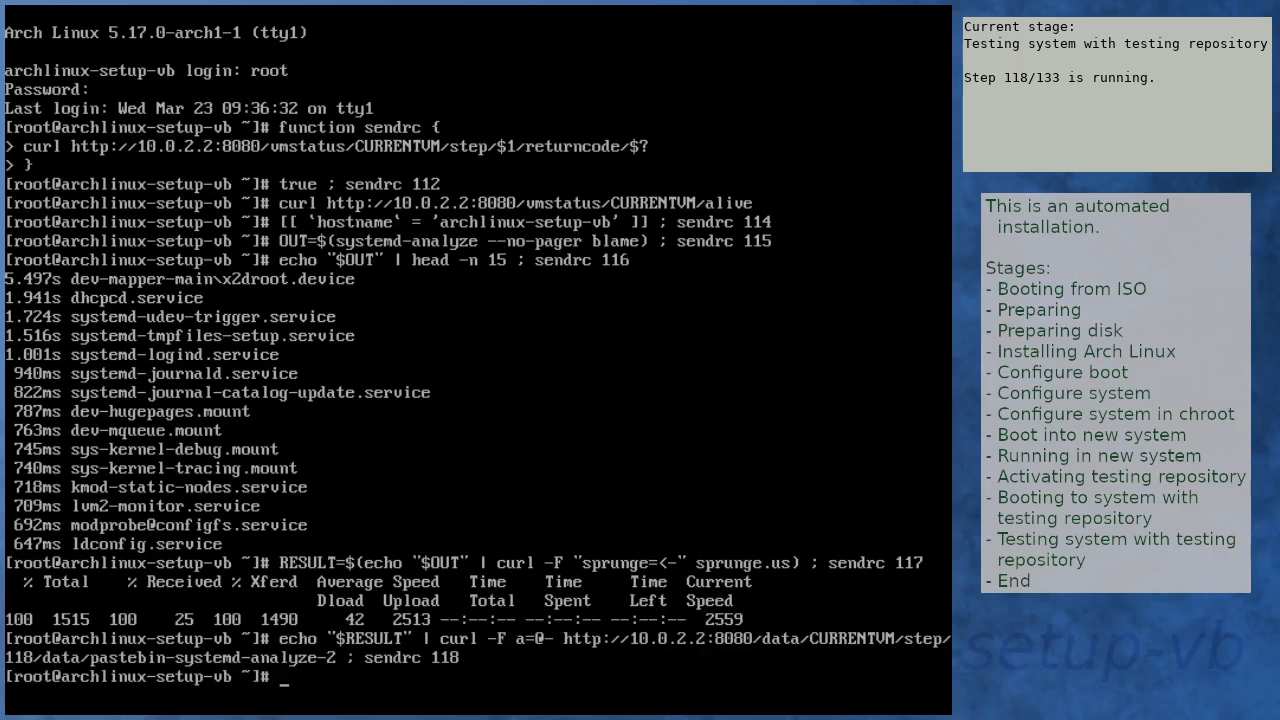 Arch Linux 5.17.0-arch1-1 (tty1)
archlinux-setup-vb login: root
Password:
Last login: Wed Mar 23 09:36:32 on tty1
[root@archlinux-setup-vb ~]# function sendrc {
> curl http://10.0.2.2:8080/vmstatus/CURRENTVM/step/$1/returncode/$?
> }
[root@archlinux-setup-vb ~]# true ; sendrc 112
[root@archlinux-setup-vb ~]# curl http://10.0.2.2:8080/vmstatus/CURRENTVM/alive
[root@archlinux-setup-vb ~]# [[ `hostname` = 'archlinux-setup-vb' ]] ; sendrc 114
[root@archlinux-setup-vb ~]# OUT=$(systemd-analyze --no-pager blame) ; sendrc 115
[root@archlinux-setup-vb ~]# echo "$OUT" | head -n 15 ; sendrc 116
5.497s dev-mapper-main\x2droot.device
1.941s dhcpcd.service
1.724s systemd-udev-trigger.service
1.516s systemd-tmpfiles-setup.service
1.001s systemd-logind.service
940ms systemd-journald.service
822ms systemd-journal-catalog-update.service
787ms dev-hugepages.mount
763ms dev-mqueue.mount
745ms sys-kernel-debug.mount
740ms sys-kernel-tracing.mount
718ms kmod-static-nodes.service
709ms lvm2-monitor.service
692ms modprobe@configfs.service
647ms ldconfig.service
[root@archlinux-setup-vb ~]# RESULT=$(echo "$OUT" | curl -F "sprunge=<-" sprunge.us) ; sendrc 117
% Total % Received % Xferd Average Speed Time Time Time Current
Dload Upload Total Spent Left Speed
100 1515 100 25 100 1490 42 2513 --:--:-- --:--:-- --:--:-- 2559
[root@archlinux-setup-vb ~]# echo "$RESULT" | curl -F a=@- http://10.0.2.2:8080/data/CURRENTVM/step/
118/data/pastebin-systemd-analyze-2 ; sendrc 118
[root@archlinux-setup-vb ~]# _
Current stage:
Testing system with testing repository
Step 118/133 is running.
This is an automated
installation.
Stages:
- Booting from ISO
- Preparing
- Preparing disk
- Installing Arch Linux
- Configure boot
- Configure system
- Configure system in chroot
- Boot into new system
- Running in new system
- Activating testing repository
- Booting to system with
testing repository
- Testing system with testing
repository
- End
setup-vb